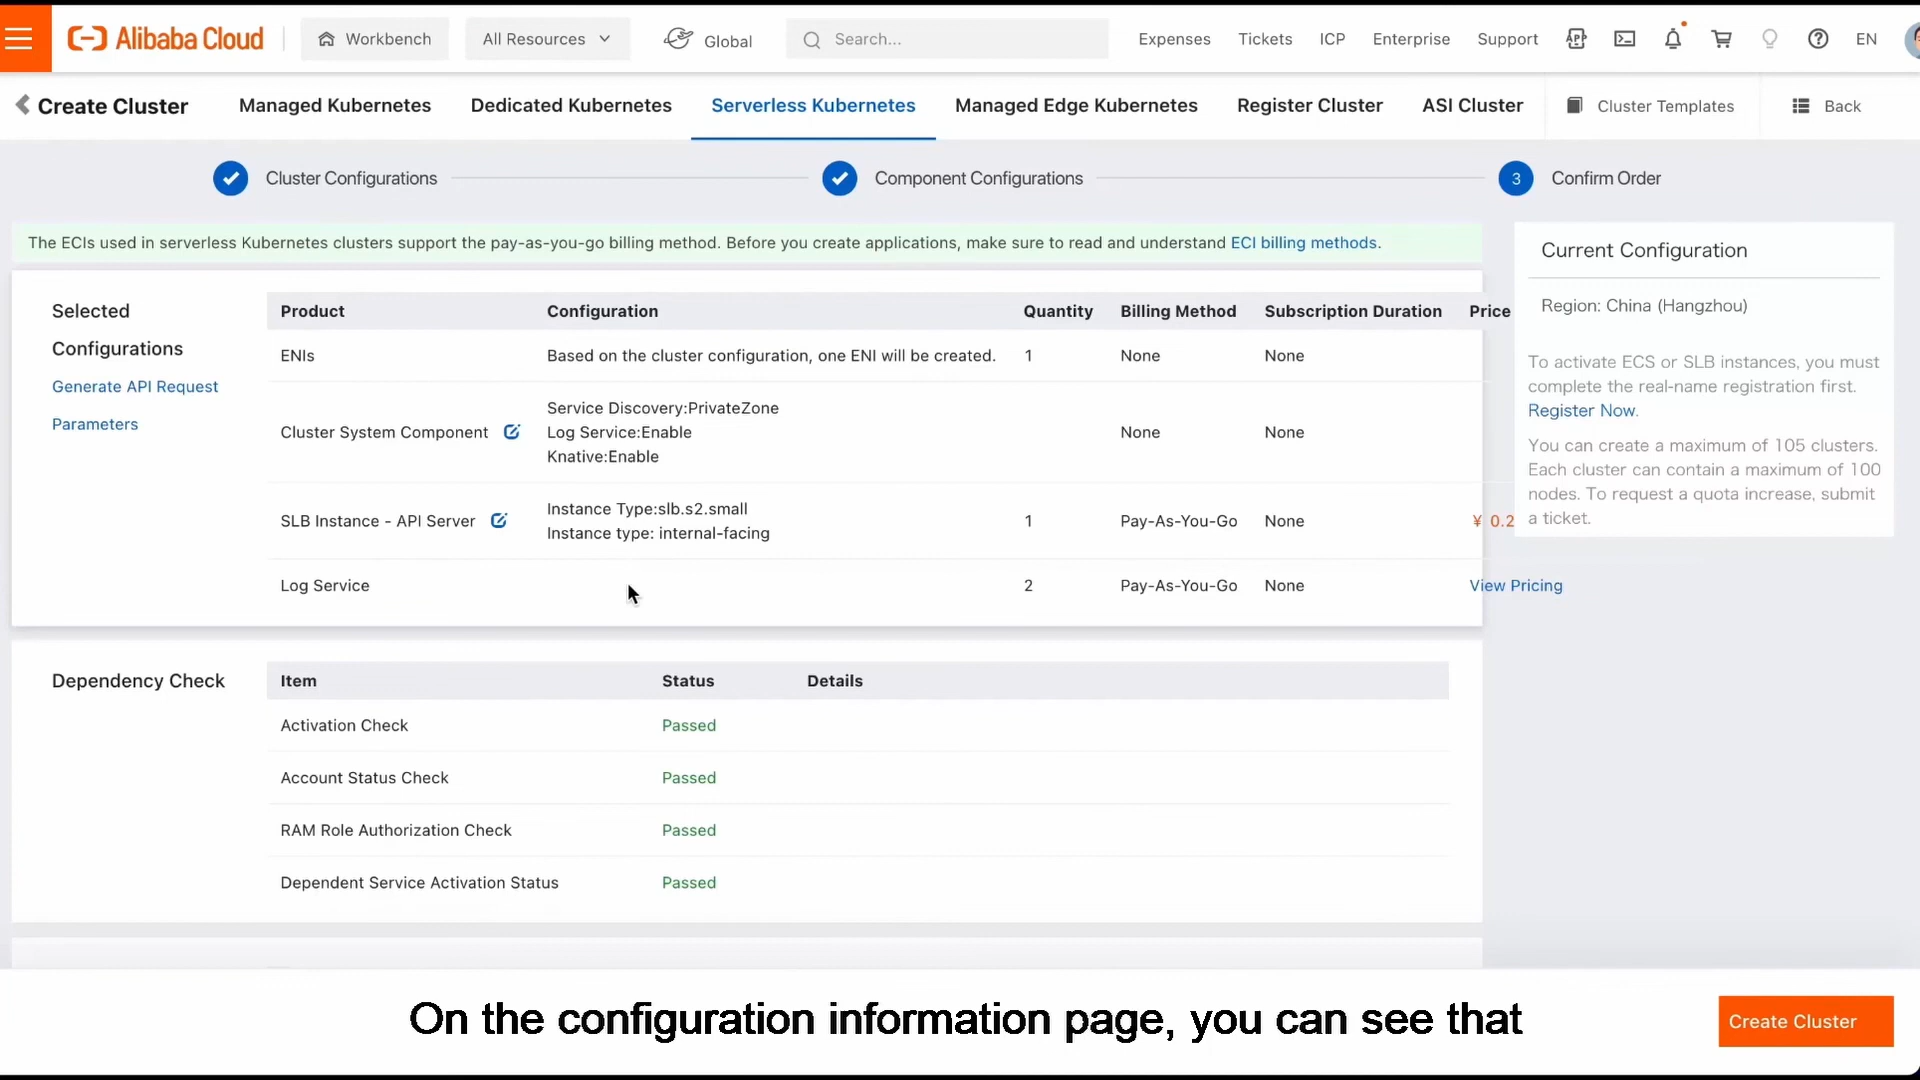 Alibaba Cloud
Workbench
All Resources
Global
Search...
Expenses
Tickets
ICP
Enterprise
Support
EN
Create Cluster
Managed Kubernetes
Dedicated Kubernetes
Serverless Kubernetes
Managed Edge Kubernetes
Register Cluster
ASI Cluster
Cluster Templates
Back
Cluster Configurations
Component Configurations
3 Confirm Order
The ECIs used in serverless Kubernetes clusters support the pay-as-you-go billing method. Before you create applications, make sure to read and understand ECI billing methods.
Selected
Configurations
Generate API Request
Parameters
Product Configuration Quantity Billing Method Subscription Duration Price
ENIs Based on the cluster configuration, one ENI will be created. 1 None None
Cluster System Component
Service Discovery:PrivateZone
Log Service:Enable
Knative:Enable
None None
SLB Instance - API Server
Instance Type:slb.s2.small
Instance type: internal-facing
1 Pay-As-You-Go None ¥ 0.2
Log Service 2 Pay-As-You-Go None View Pricing
Current Configuration
Region: China (Hangzhou)
To activate ECS or SLB instances, you must
complete the real-name registration first.
Register Now.
You can create a maximum of 105 clusters.
Each cluster can contain a maximum of 100
nodes. To request a quota increase, submit
a ticket.
Dependency Check
Item Status Details
Activation Check Passed
Account Status Check Passed
RAM Role Authorization Check Passed
Dependent Service Activation Status Passed
On the configuration information page, you can see that
Create Cluster